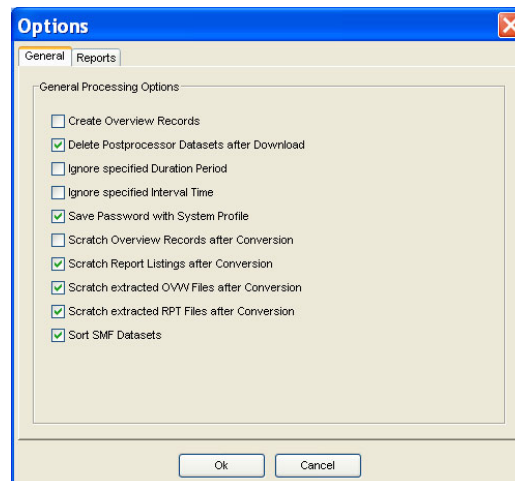 Options
General Reports
General Processing Options
Create Overview Records
Delete Postprocessor Datasets after Download
Ignore specified Duration Period
Ignore specified Interval Time
Save Password with System Profile
Scratch Overview Records after Conversion
Scratch Report Listings after Conversion
Scratch extracted OVW Files after Conversion
Scratch extracted RPT Files after Conversion
Sort SMF Datasets
Ok Cancel